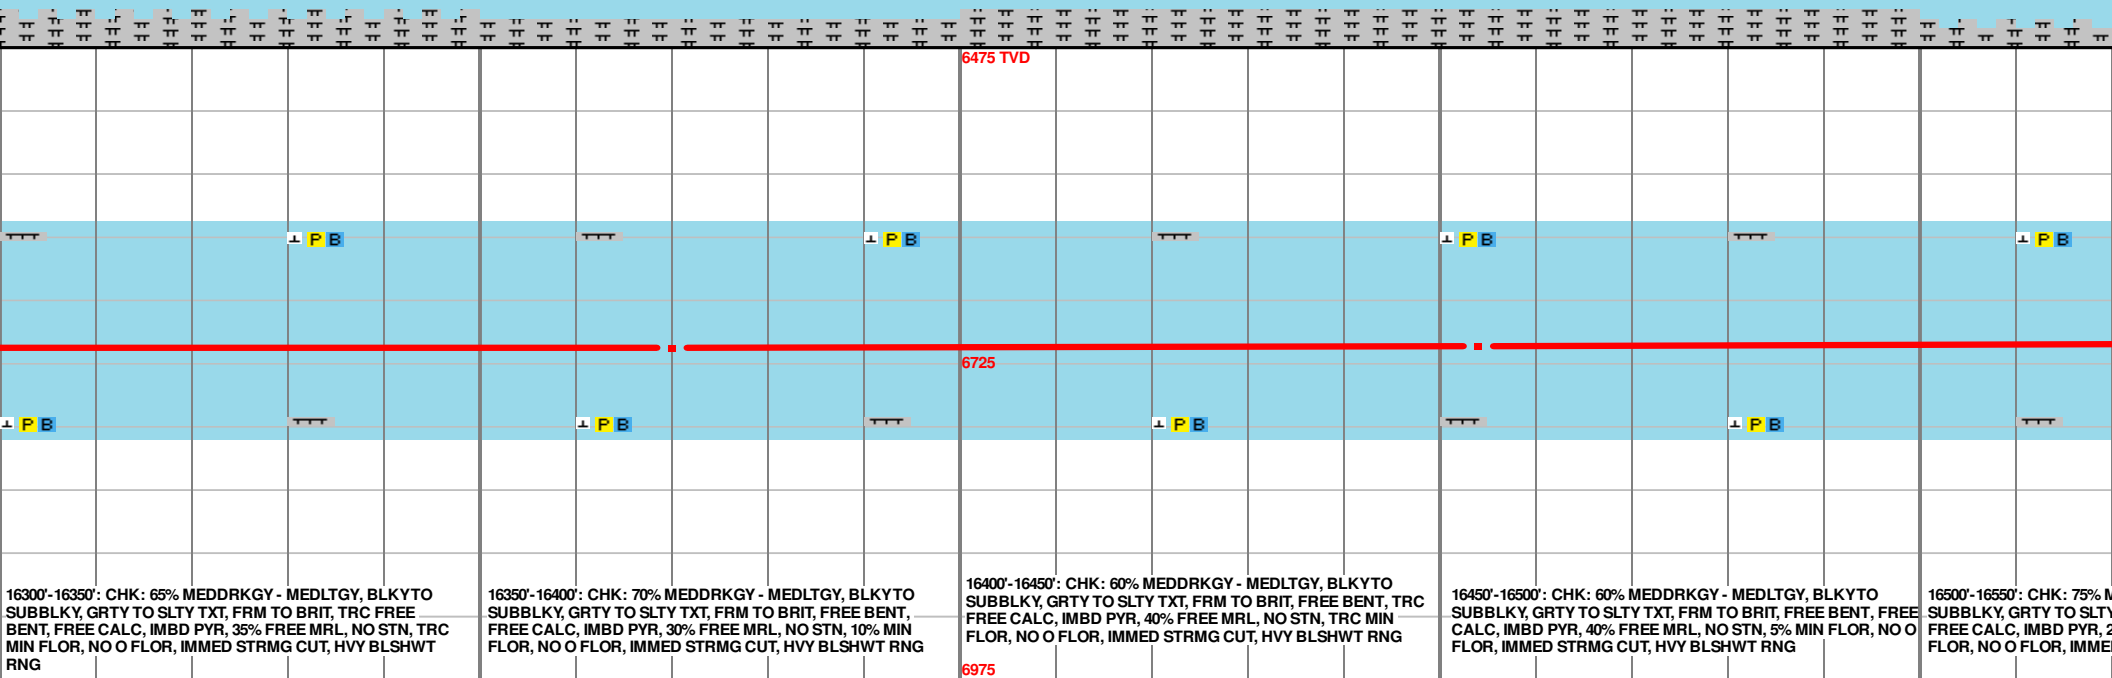 6475 TVD
P B
P B
P B
P B
6725
P B
P B
P B
P B
16300'-16350': CHK: 65% MEDDRKGY - MEDLTGY, BLKYTO
SUBBLKY, GRTY TO SLTY TXT, FRM TO BRIT, TRC FREE
BENT, FREE CALC, IMBD PYR, 35% FREE MRL, NO STN, TRC
MIN FLOR, NO O FLOR, IMMED STRMG CUT, HVY BLSHWT
RNG
16350'-16400': CHK: 70% MEDDRKGY - MEDLTGY, BLKYTO
SUBBLKY, GRTY TO SLTY TXT, FRM TO BRIT, FREE BENT,
FREE CALC, IMBD PYR, 30% FREE MRL, NO STN, 10% MIN
FLOR, NO O FLOR, IMMED STRMG CUT, HVY BLSHWT RNG
16400'-16450': CHK: 60% MEDDRKGY - MEDLTGY, BLKYTO
SUBBLKY, GRTY TO SLTY TXT, FRM TO BRIT, FREE BENT, TRC
FREE CALC, IMBD PYR, 40% FREE MRL, NO STN, TRC MIN
FLOR, NO O FLOR, IMMED STRMG CUT, HVY BLSHWT RNG
16450'-16500': CHK: 60% MEDDRKGY - MEDLTGY, BLKYTO
SUBBLKY, GRTY TO SLTY TXT, FRM TO BRIT, FREE BENT, FREE
CALC, IMBD PYR, 40% FREE MRL, NO STN, 5% MIN FLOR, NO O
FLOR, IMMED STRMG CUT, HVY BLSHWT RNG
16500'-16550': CHK: 75% M
SUBBLKY, GRTY TO SLTY
FREE CALC, IMBD PYR, 2
FLOR, NO O FLOR, IMME
6975